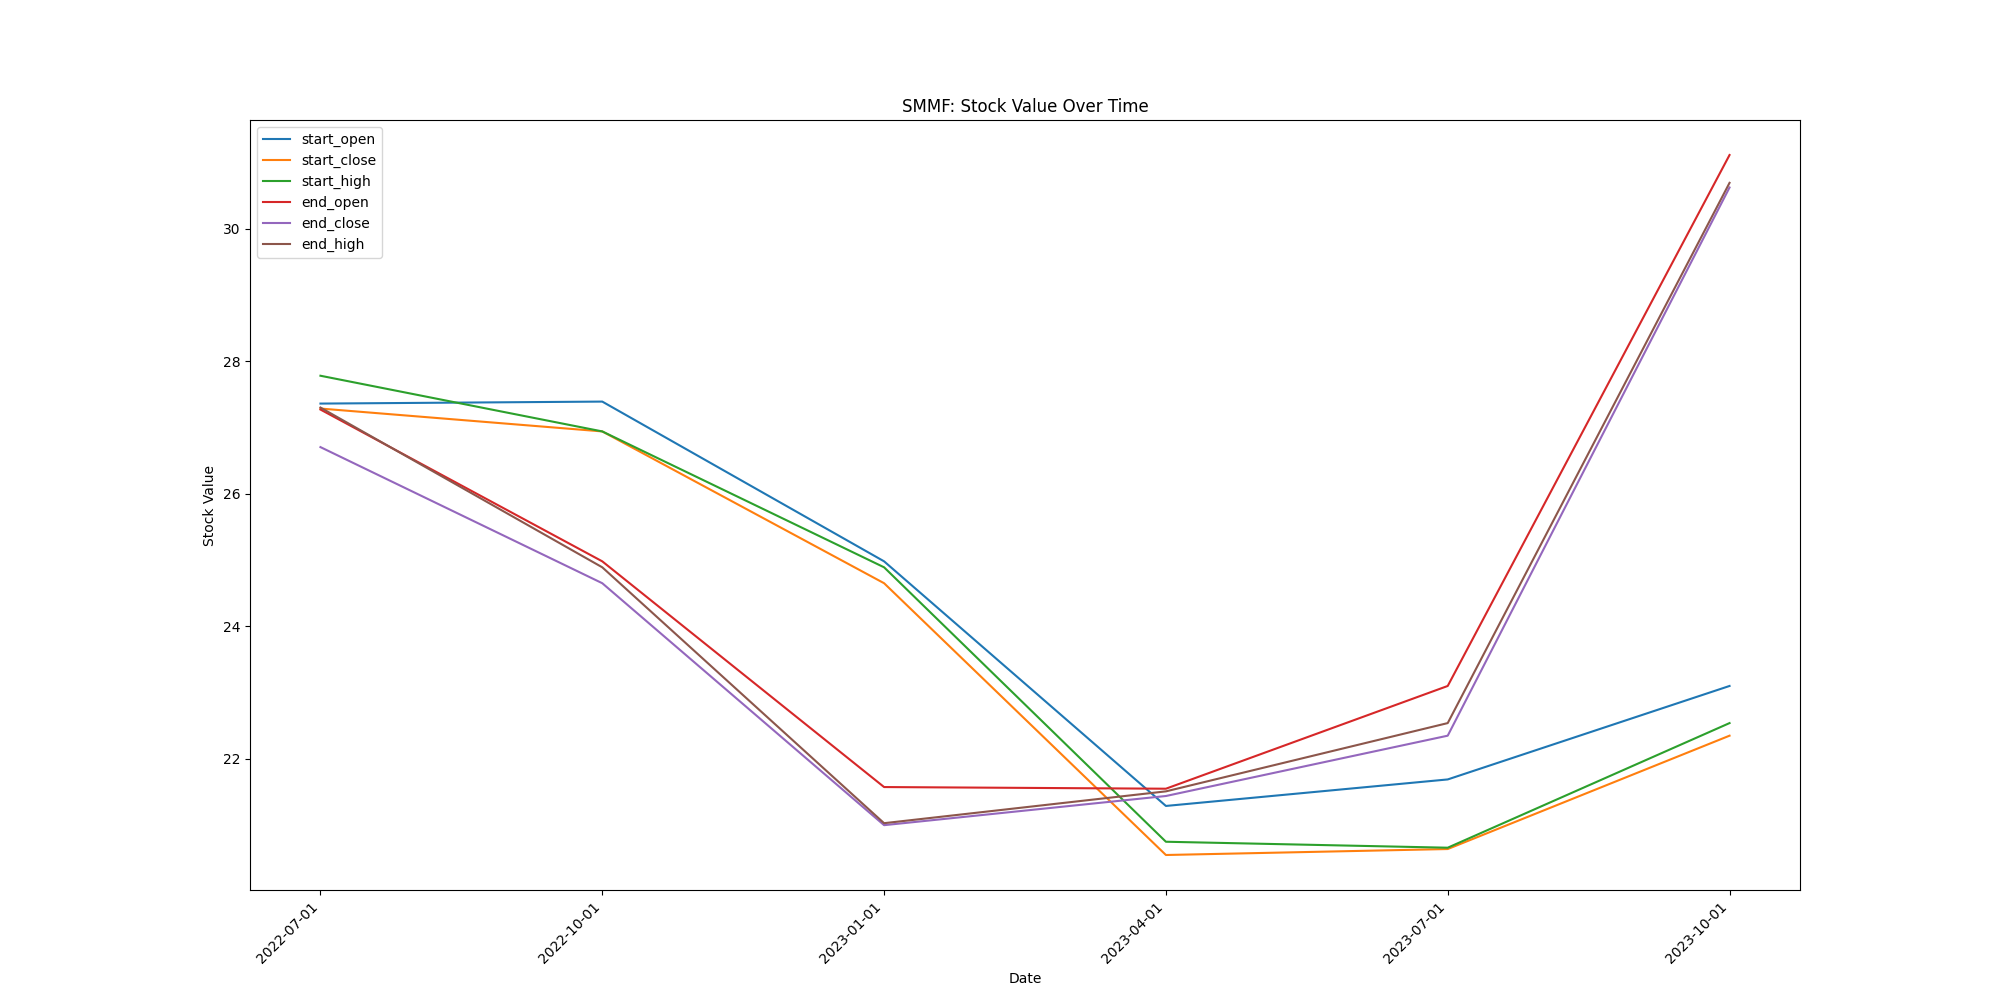 SMMF: Stock Value Over Time
start_open
start_close
start_high
end_open
end_close
end_high
30
28
26
24
22
Stock Value
2022-07-01
2022-10-01
2023-01-01
2023-04-01
2023-07-01
2023-10-01
Date